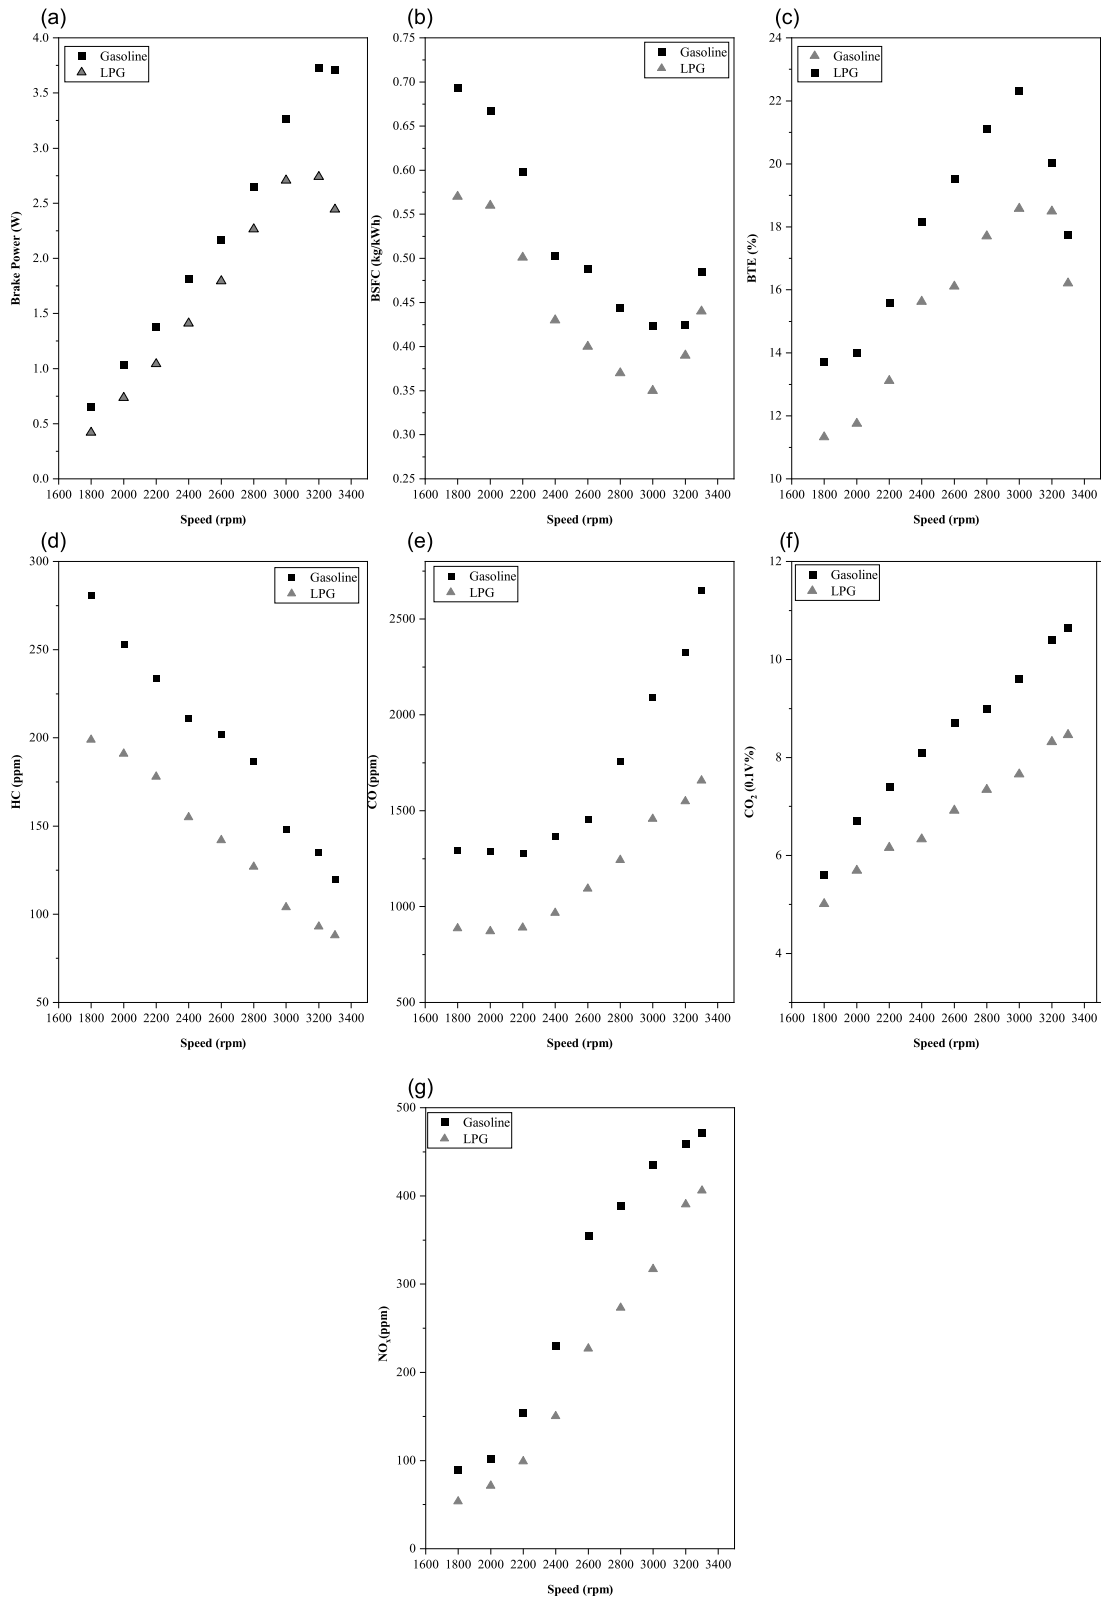 (a)
4.0
3.5
3.0
2.5
2.0
1.5
1.0
0.5
0.0
Brake Power (W)
Gasoline
LPG
1600 1800 2000 2200 2400 2600 2800 3000 3200 3400
Speed (rpm)
(b)
0.75
0.70
0.65
0.60
0.55
0.50
0.45
0.40
0.35
0.30
0.25
BSFC (kg/kWh)
Gasoline
LPG
1600 1800 2000 2200 2400 2600 2800 3000 3200 3400
Speed (rpm)
(c)
24
22
20
18
16
14
12
10
BTE (%)
Gasoline
LPG
1600 1800 2000 2200 2400 2600 2800 3000 3200 3400
Speed (rpm)
(d)
300
250
200
150
100
50
HC (ppm)
Gasoline
LPG
1600 1800 2000 2200 2400 2600 2800 3000 3200 3400
Speed (rpm)
(e)
2500
2000
1500
1000
500
CO (ppm)
Gasoline
LPG
1600 1800 2000 2200 2400 2600 2800 3000 3200 3400
Speed (rpm)
(f)
12
10
8
6
4
CO₂ (0.1V%)
Gasoline
LPG
1600 1800 2000 2200 2400 2600 2800 3000 3200 3400
Speed (rpm)
(g)
500
400
300
200
100
0
NOₓ(ppm)
Gasoline
LPG
1600 1800 2000 2200 2400 2600 2800 3000 3200 3400
Speed (rpm)